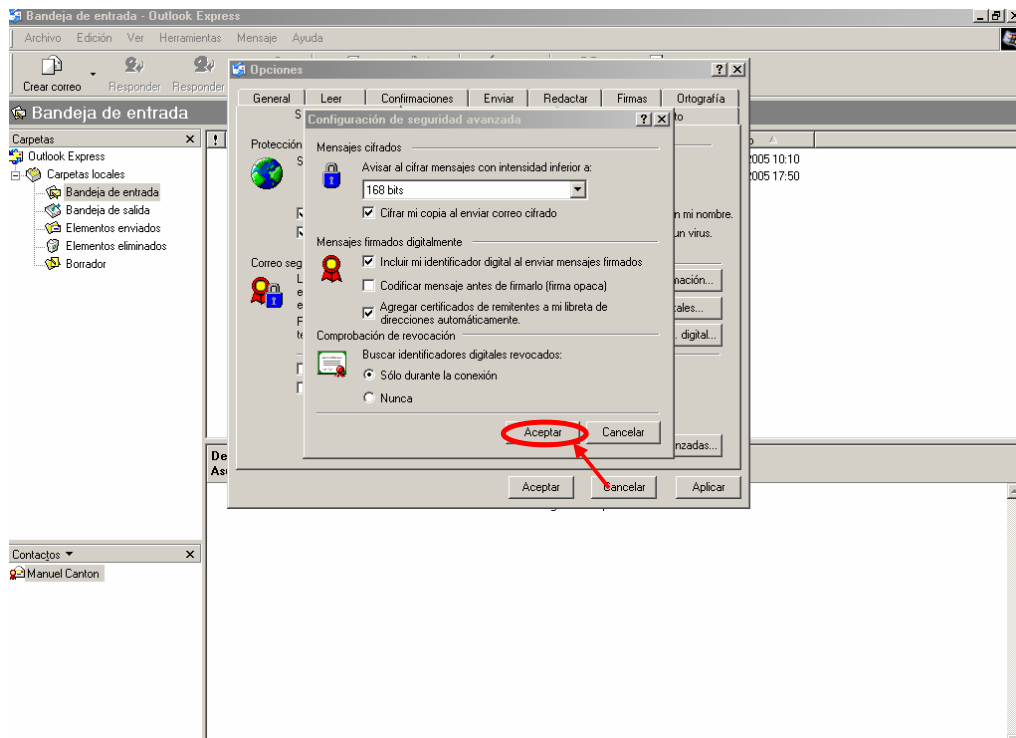 Bandeja de entrada - Outlook Express
Archivo Edición Ver Herramientas Mensaje Ayuda
Crear correo Responder Responder
Bandeja de entrada
Carpetas
Outlook Express
Carpetas locales
Bandeja de entrada
Bandeja de salida
Elementos enviados
Elementos eliminados
Borrador
2005 10:10
2005 17:50
Opciones
General Leer Confirmaciones Enviar Redactar Firmas Ortografía
Protección
n mi nombre.
un virus.
Correo seg
mación...
tales...
. digital...
nzadas...
Configuración de seguridad avanzada
Mensajes cifrados
Avisar al cifrar mensajes con intensidad inferior a:
168 bits
Cifrar mi copia al enviar correo cifrado
Mensajes firmados digitalmente
Incluir mi identificador digital al enviar mensajes firmados
Codificar mensaje antes de firmarlo (firma opaca)
Agregar certificados de remitentes a mi libreta de
direcciones automáticamente.
Comprobación de revocación
Buscar identificadores digitales revocados:
Sólo durante la conexión
Nunca
Aceptar Cancelar
Aceptar Cancelar Aplicar
De
As
Contactos
Manuel Canton